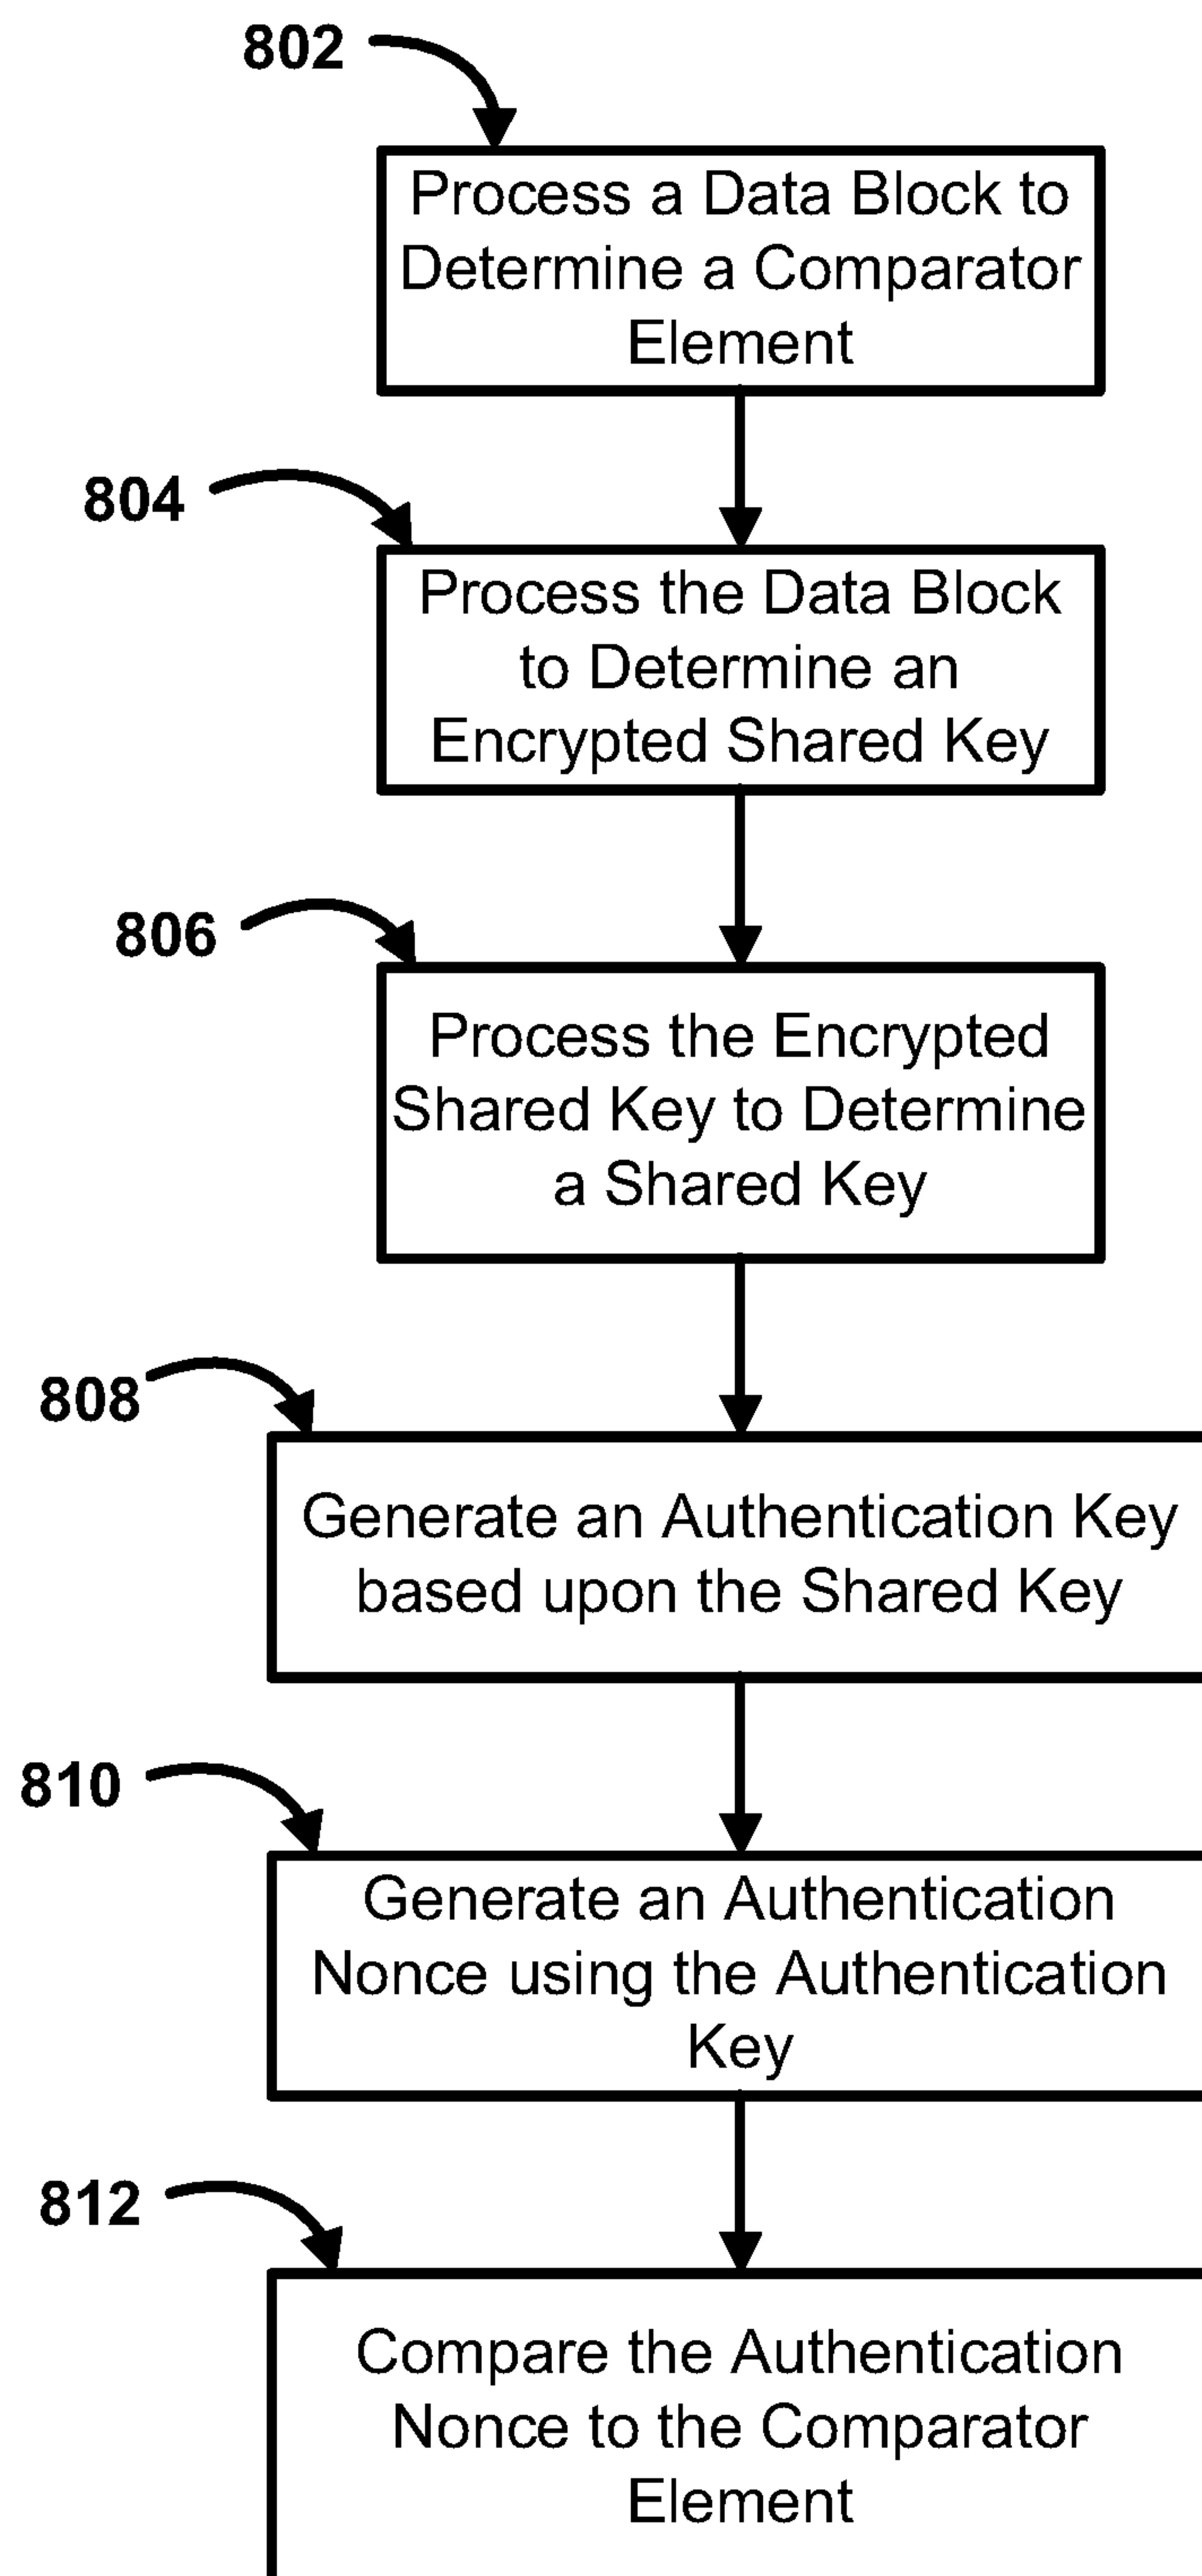 802
Process a Data Block to
Determine a Comparator
Element
804
Process the Data Block
to Determine an
Encrypted Shared Key
806
Process the Encrypted
Shared Key to Determine
a Shared Key
808
Generate an Authentication Key
based upon the Shared Key
810
Generate an Authentication
Nonce using the Authentication
Key
812
Compare the Authentication
Nonce to the Comparator
Element